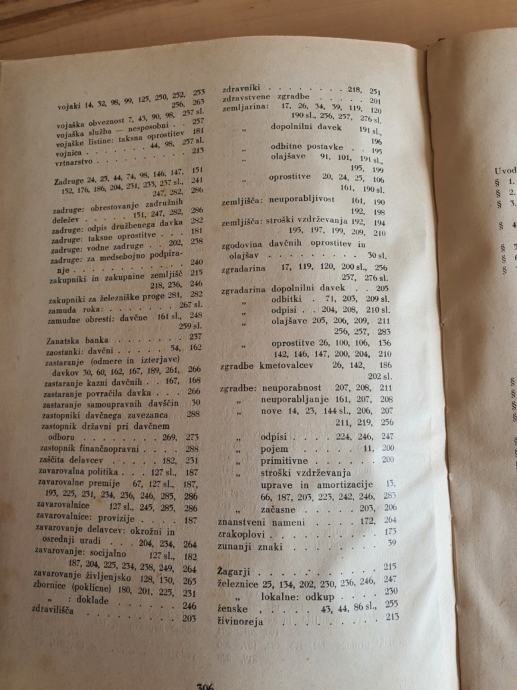 vojaki 14, 32, 98, 99, 125, 250, 252, 253
256, 263
vojaška obveznost 7, 43, 90, 98, 257 sl.
vojaška služba — nesposobni . 257
vojaške listine: taksna oprostitev 181
vojnica . . . . . . 44, 98, 257 sl.
vrtnarstvo . . . . . . . . 213
Zadruge 24, 25, 44, 74, 98, 146, 147, 151
152, 176, 186, 204, 231, 233, 237 sl., 241
247, 282, 286
zadruge: obrestovanje zadružnih
deležev . . . . . 151, 247, 282, 286
zadruge: odpis družbenega davka 282
zadruge: taksne oprostitve . . . 181
zadruge: vodne zadruge . . 202, 238
zadruge: za medsebojno podpira-
nje . . . . . . . . . . . 240
zakupniki in zakupnine zemljišč 215
218, 236, 246
zakupniki za železniške proge 281, 282
zamuda roka: . . . . . . . 267 sl.
zamudne obresti: davčne 161 sl., 248
259 sl.
Zanatska banka . . . . . . . 237
zaostanki: davčni . . . . . 54, 162
zastaranje (odmere in izterjave)
davkov 30, 60, 162, 167, 189, 261, 266
zastaranje kazni davčnih . . 167, 168
zastaranje povračila davka . . . 266
zastaranje samoupravnih davščin 30
zastopniki davčnega zavezanca 288
zastopnik državni pri davčnem
odboru . . . . . . . . 269, 273
zastopnik finančnopravni . . . . 288
zaščita delavcev . . . . . 182, 231
zavarovalna politika . . . 127 sl., 187
zavarovalne premije 67, 127 sl., 187,
193, 225, 231, 234, 236, 246, 285, 286
zavarovalnice 127 sl., 245, 285, 286
zavarovalnice: provizije . . . . 187
zavarovanje delavcev: okrožni in
osrednji uradi . . . . 204, 234, 264
zavarovanje: socijalno 127 sl., 182
187, 204, 225, 234, 238, 249, 264
zavarovanje življenjsko 128, 130, 263
zbornice (poklicne) 180, 201, 225, 231
„ : doklade . . . . . . . 246
zdravilišča . . . . . . . . 203
zdravniki . . . . . . . . 218, 251
zdravstvene zgradbe . . . . . 201
zemljarina: 17, 26, 34, 39, 119, 120
190 sl., 256, 257, 276 sl.
„ dopolnilni davek 191 sl.,
196
„ odbitne postavke . . 195
„ olajšave 91, 101, 191 sl.,
195, 199
„ oprostitve 20, 24, 25, 106
161, 190 sl.
zemljišča: neuporabljivost 161, 190
192, 198
zemljišča: stroški vzdrževanja 192, 194
195, 197, 199, 209, 210
zgodovina davčnih oprostitev in
olajšav . . . . . . . . . 30 sl.
zgradarina 17, 119, 120, 200 sl., 256
257, 276 sl.
zgradarina dopolnilni davek . . 205
„ odbitki . 71, 203, 209 sl.
„ odpisi . . 204, 208, 210 sl.
„ olajšave 205, 206, 209, 211
256, 257, 283
„ oprostitve 26, 100, 106, 136
142, 146, 147, 200, 204, 210
zgradbe kmetovalcev 26, 142, 186
202 sl.
zgradbe: neuporabnost 207, 208, 211
„ neuporabljanje 161, 207, 208
„ nove 14, 23, 144 sl., 206, 207
211, 219, 256
„ odpisi . . . . 224, 246, 247
„ pojem . . . . . . 11, 200
„ primitivne . . . . . . 200
„ stroški vzdrževanja
uprave in amortizacije 13,
66, 187, 203, 223, 242, 246, 283
„ začasne . . . . . 203, 206
znanstveni nameni . . . . 172, 264
zrakoplovi . . . . . . . . . 173
zunanji znaki . . . . . . . . 39
Žagarji . . . . . . . . . . 215
železnice 25, 134, 202, 230, 236, 246, 247
„ lokalne: odkup . . . . 230
ženske . . . . . 43, 44, 86 sl., 255
živinoreja . . . . . . . . . 213
306
Uvod
§ 1.
§ 2.
§ 3.
§ 4